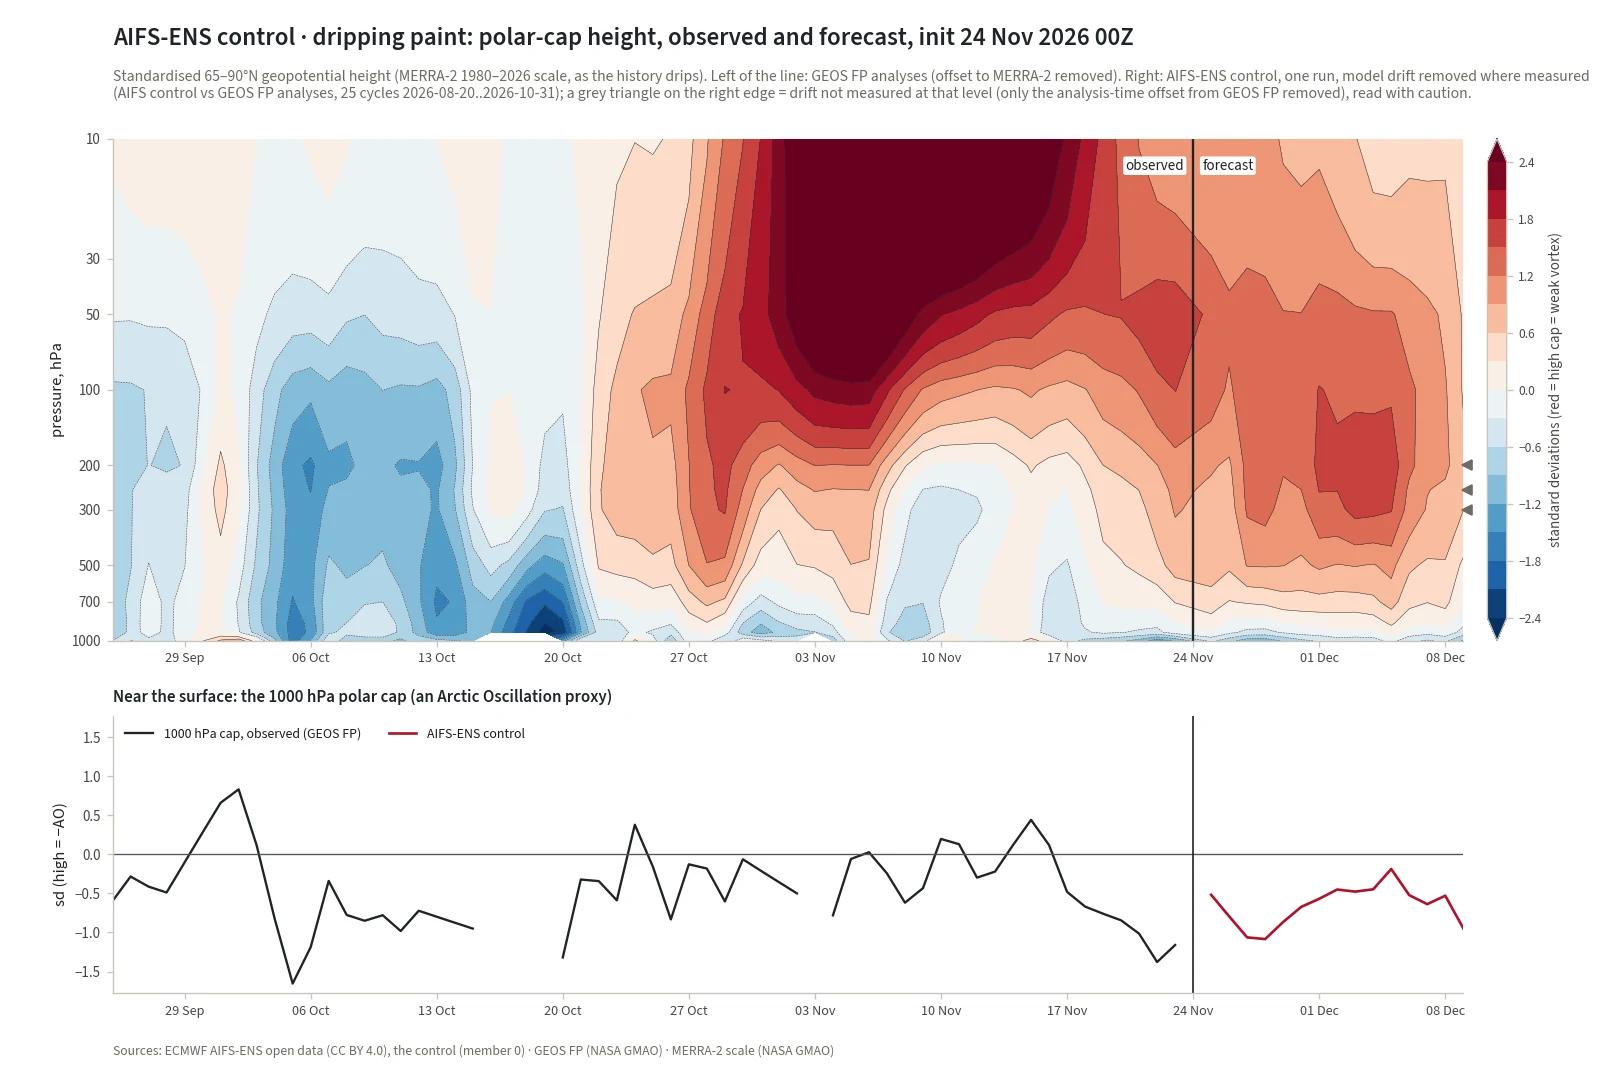 AIFS-ENS control · dripping paint: polar-cap height, observed and forecast, init 24 Nov 2026 00Z
Standardised 65–90°N geopotential height (MERRA-2 1980–2026 scale, as the history drips). Left of the line: GEOS FP analyses (offset to MERRA-2 removed). Right: AIFS-ENS control, one run, model drift removed where measured
(AIFS control vs GEOS FP analyses, 25 cycles 2026-08-20..2026-10-31); a grey triangle on the right edge = drift not measured at that level (only the analysis-time offset from GEOS FP removed), read with caution.
pressure, hPa
10
30
50
100
200
300
500
700
1000
observed
forecast
29 Sep
06 Oct
13 Oct
20 Oct
27 Oct
03 Nov
10 Nov
17 Nov
24 Nov
01 Dec
08 Dec
2.4
1.8
1.2
0.6
0.0
−0.6
−1.2
−1.8
−2.4
standard deviations (red = high cap = weak vortex)
Near the surface: the 1000 hPa polar cap (an Arctic Oscillation proxy)
1000 hPa cap, observed (GEOS FP)
AIFS-ENS control
sd (high = −AO)
1.5
1.0
0.5
0.0
−0.5
−1.0
−1.5
29 Sep
06 Oct
13 Oct
20 Oct
27 Oct
03 Nov
10 Nov
17 Nov
24 Nov
01 Dec
08 Dec
Sources: ECMWF AIFS-ENS open data (CC BY 4.0), the control (member 0) · GEOS FP (NASA GMAO) · MERRA-2 scale (NASA GMAO)